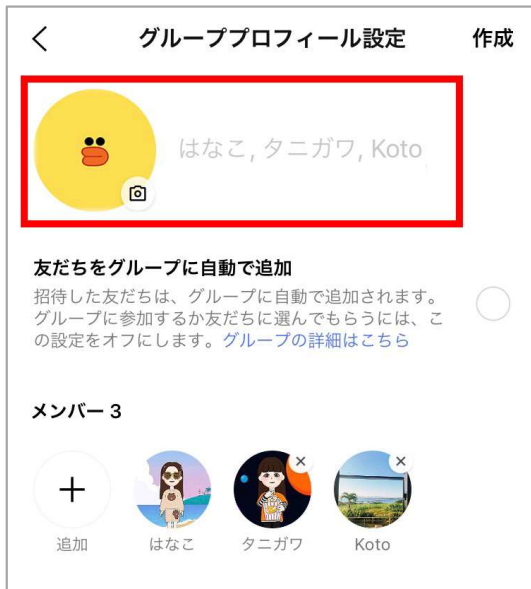 グループプロフィール設定 作成
はなこ, タニガワ, Koto
友だちをグループに自動で追加
招待した友だちは、グループに自動で追加されます。
グループに参加するか友だちに選んでもらうには、こ
の設定をオフにします。グループの詳細はこちら
メンバー 3
追加 はなこ タニガワ Koto